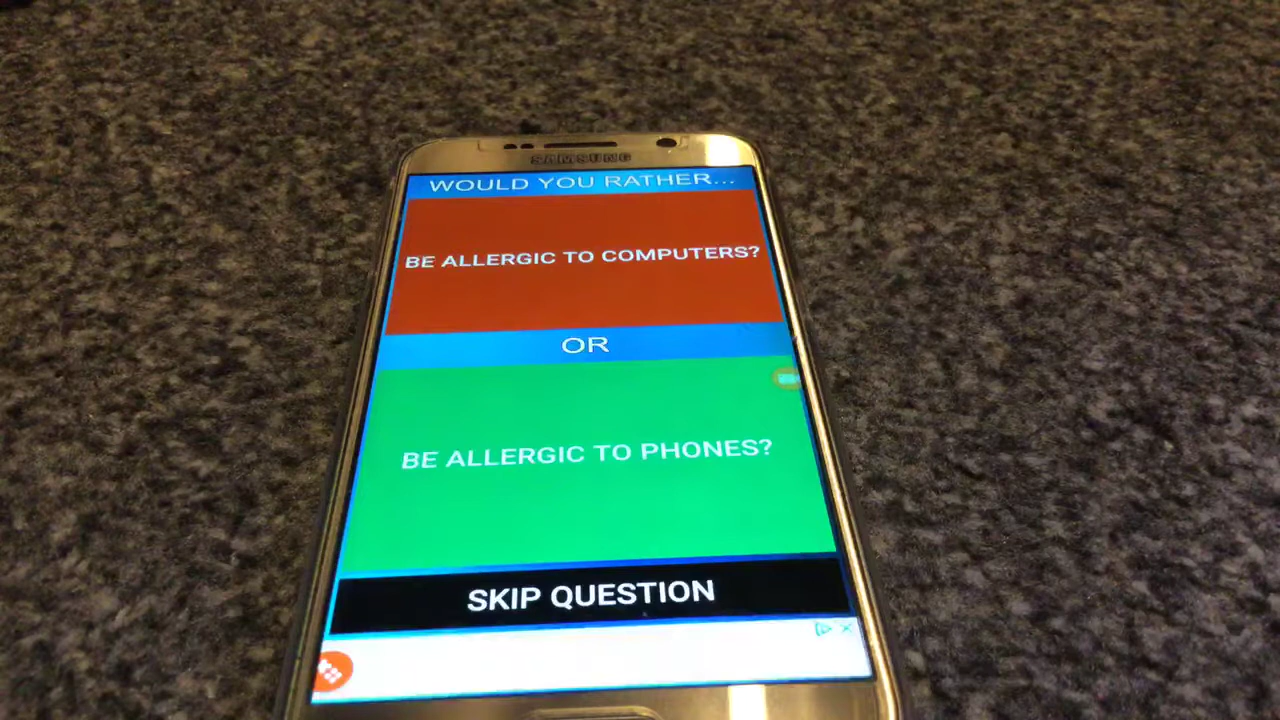 SAMSUNG
WOULD YOU RATHER...
BE ALLERGIC TO COMPUTERS?
OR
BE ALLERGIC TO PHONES?
SKIP QUESTION